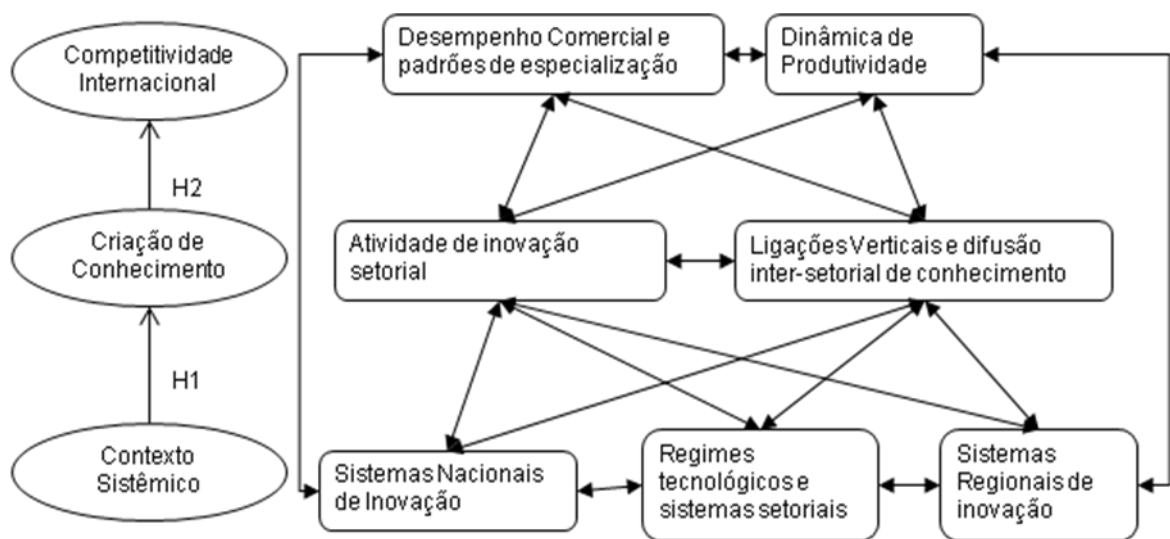 Competitividade
Internacional
Desempenho Comercial e
padrões de especialização
Dinâmica de
Produtividade
H2
Criação de
Conhecimento
Atividade de inovação
setorial
Ligações Verticais e difusão
inter-setorial de conhecimento
H1
Contexto
Sistêmico
Sistemas Nacionais
de Inovação
Regimes
tecnológicos e
sistemas setoriais
Sistemas
Regionais de
inovação